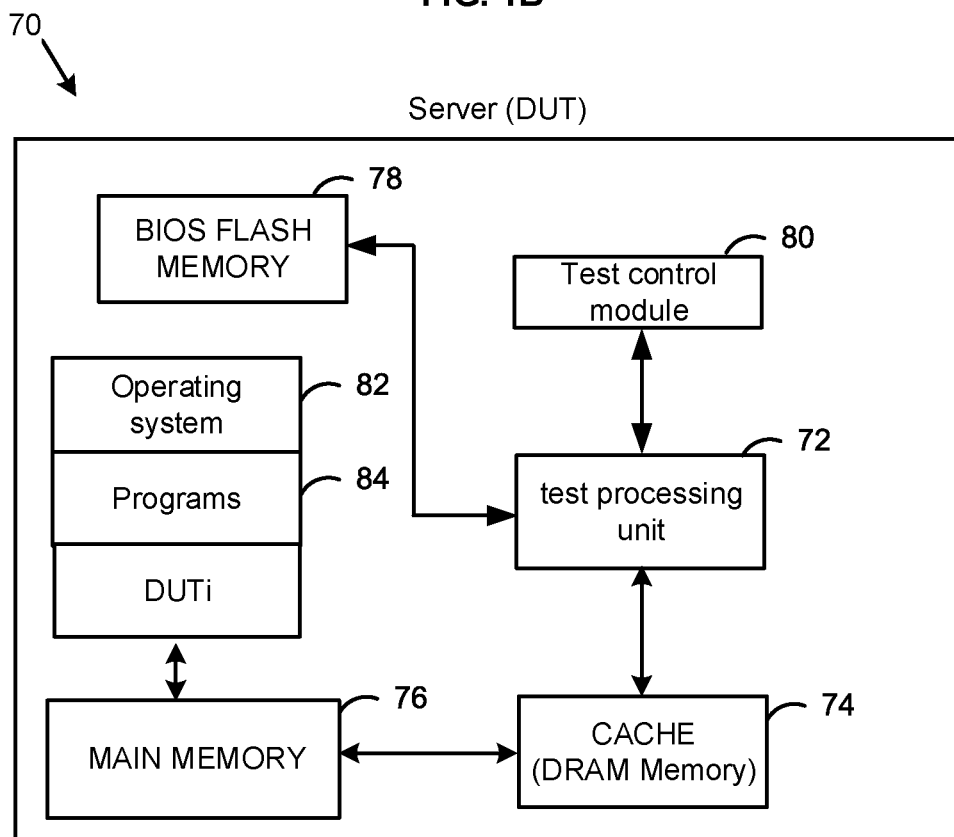 70
Server (DUT)
78
BIOS FLASH
MEMORY
80
Test control
module
Operating
system
82
Programs
84
DUTi
72
test processing
unit
76
MAIN MEMORY
74
CACHE
(DRAM Memory)